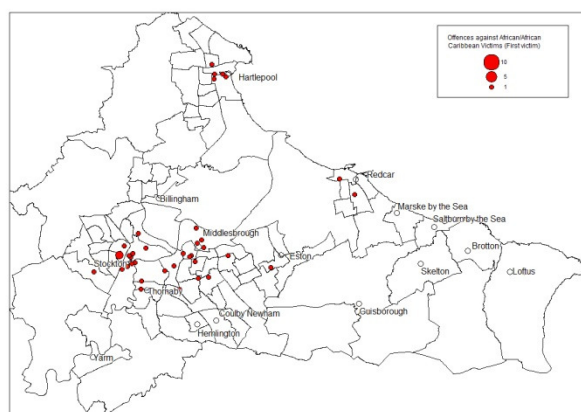 Offences against African/African
Caribbean Victims (First victim)
10
5
1
Hartlepool
Redcar
Billingham
Marske by the Sea
Saltburn by the Sea
Middlesbrough
Brotton
Eston
Stockton
Skelton
Loftus
Thornaby
Guisborough
Coulby Newham
Hemlington
Yarm